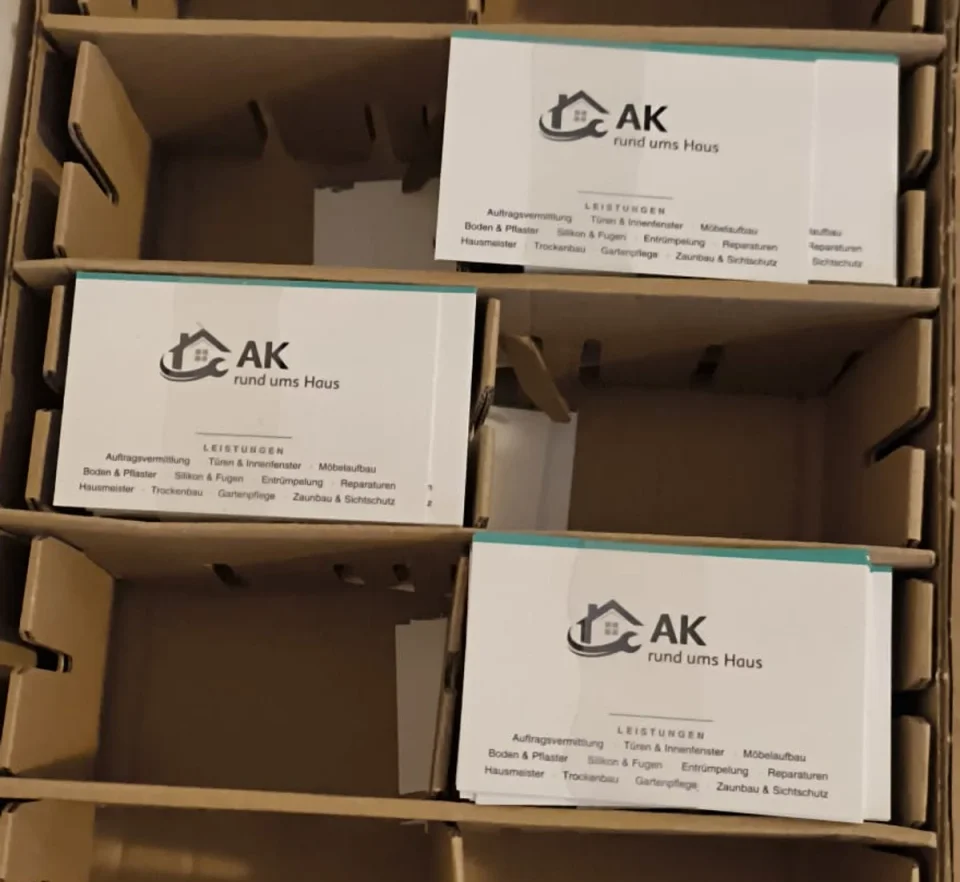 AK
rund ums Haus
LEISTUNGEN
Auftragsvermittlung Türen & Innenfenster Möbelaufbau
Boden & Pflaster Silikon & Fugen Entrümpelung Reparaturen
Hausmeister Trockenbau Gartenpflege Zaunbau & Sichtschutz
laufbau
Reparaturen
Sichtschutz
AK
rund ums Haus
LEISTUNGEN
Auftragsvermittlung Türen & Innenfenster Möbelaufbau
Boden & Pflaster Silikon & Fugen Entrümpelung Reparaturen
Hausmeister Trockenbau Gartenpflege Zaunbau & Sichtschutz
AK
rund ums Haus
LEISTUNGEN
Auftragsvermittlung Türen & Innenfenster Möbelaufbau
Boden & Pflaster Silikon & Fugen Entrümpelung Reparaturen
Hausmeister Trockenbau Gartenpflege Zaunbau & Sichtschutz